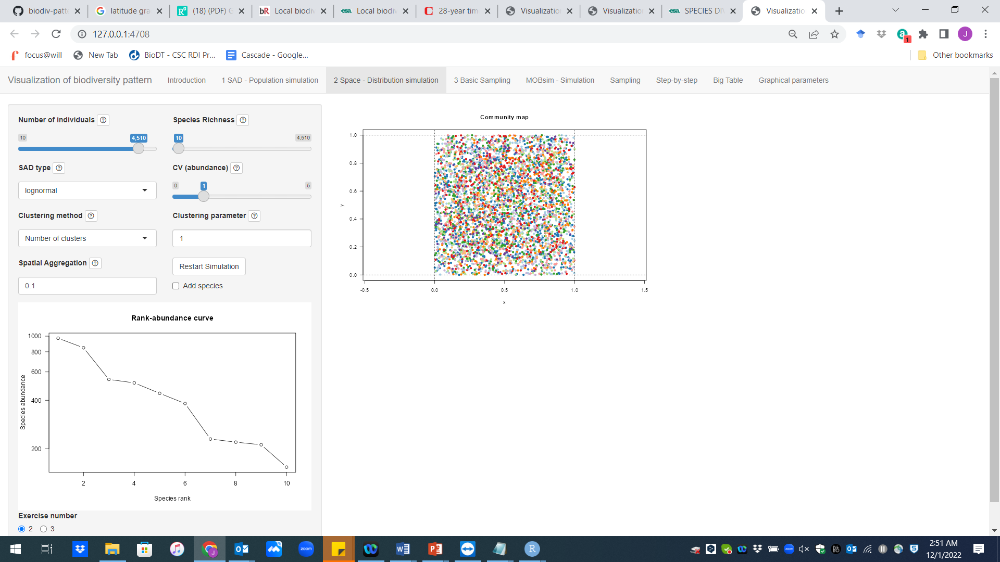 biodiv-patt
latitude gra
(18) (PDF) G
Local biodiv
Local biodiv
28-year tim
Visualizatio
Visualizatio
SPECIES DIV
Visualizatio
127.0.0.1:4708
focus@will
New Tab
BioDT - CSC RDI Pr...
Cascade - Google...
Other bookmarks
Visualization of biodiversity pattern
Introduction
1 SAD - Population simulation
2 Space - Distribution simulation
3 Basic Sampling
MOBsim - Simulation
Sampling
Step-by-step
Big Table
Graphical parameters
Number of individuals
Species Richness
10 4,510
10 4,510
SAD type
CV (abundance)
lognormal
0 1 5
Clustering method
Clustering parameter
Number of clusters
1
Spatial Aggregation
Restart Simulation
0.1
Add species
Rank-abundance curve
1000
800
600
400
200
Species abundance
2 4 6 8 10
Species rank
Exercise number
2 3
Community map
1.0
0.8
0.6
0.4
0.2
0.0
y
-0.5 0.0 0.5 1.0 1.5
x
zoom
2:51 AM
12/1/2022